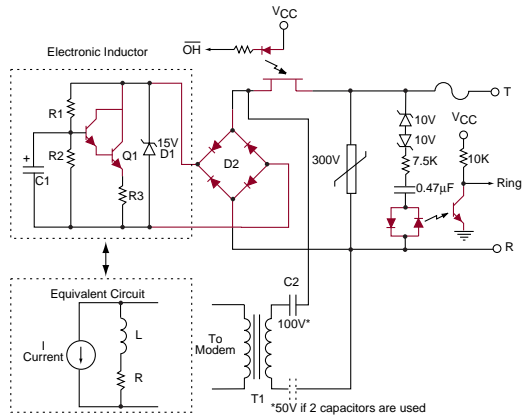 VCC
Electronic Inductor
OH
R1
Q1
15V
D1
R2
+
C1
R3
D2
300V
10V
10V
7.5K
0.47µF
VCC
10K
T
Ring
R
Equivalent Circuit
I
Current
L
R
To
Modem
T1
C2
100V*
*50V if 2 capacitors are used